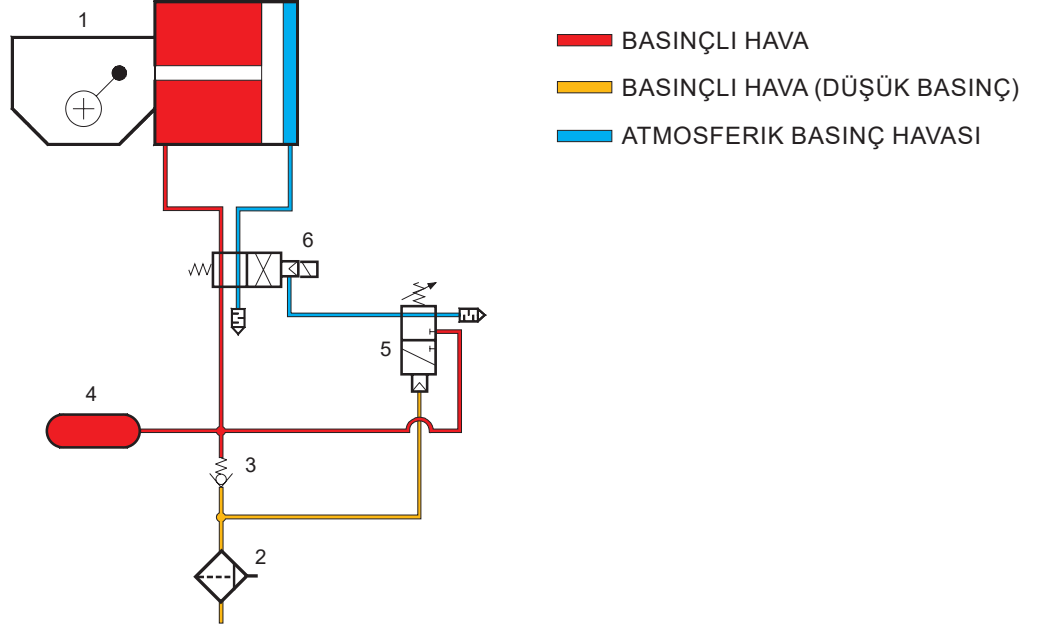 1
BASINÇLI HAVA
BASINÇLI HAVA (DÜŞÜK BASINÇ)
ATMOSFERIK BASINÇ HAVASI
6
5
4
3
2